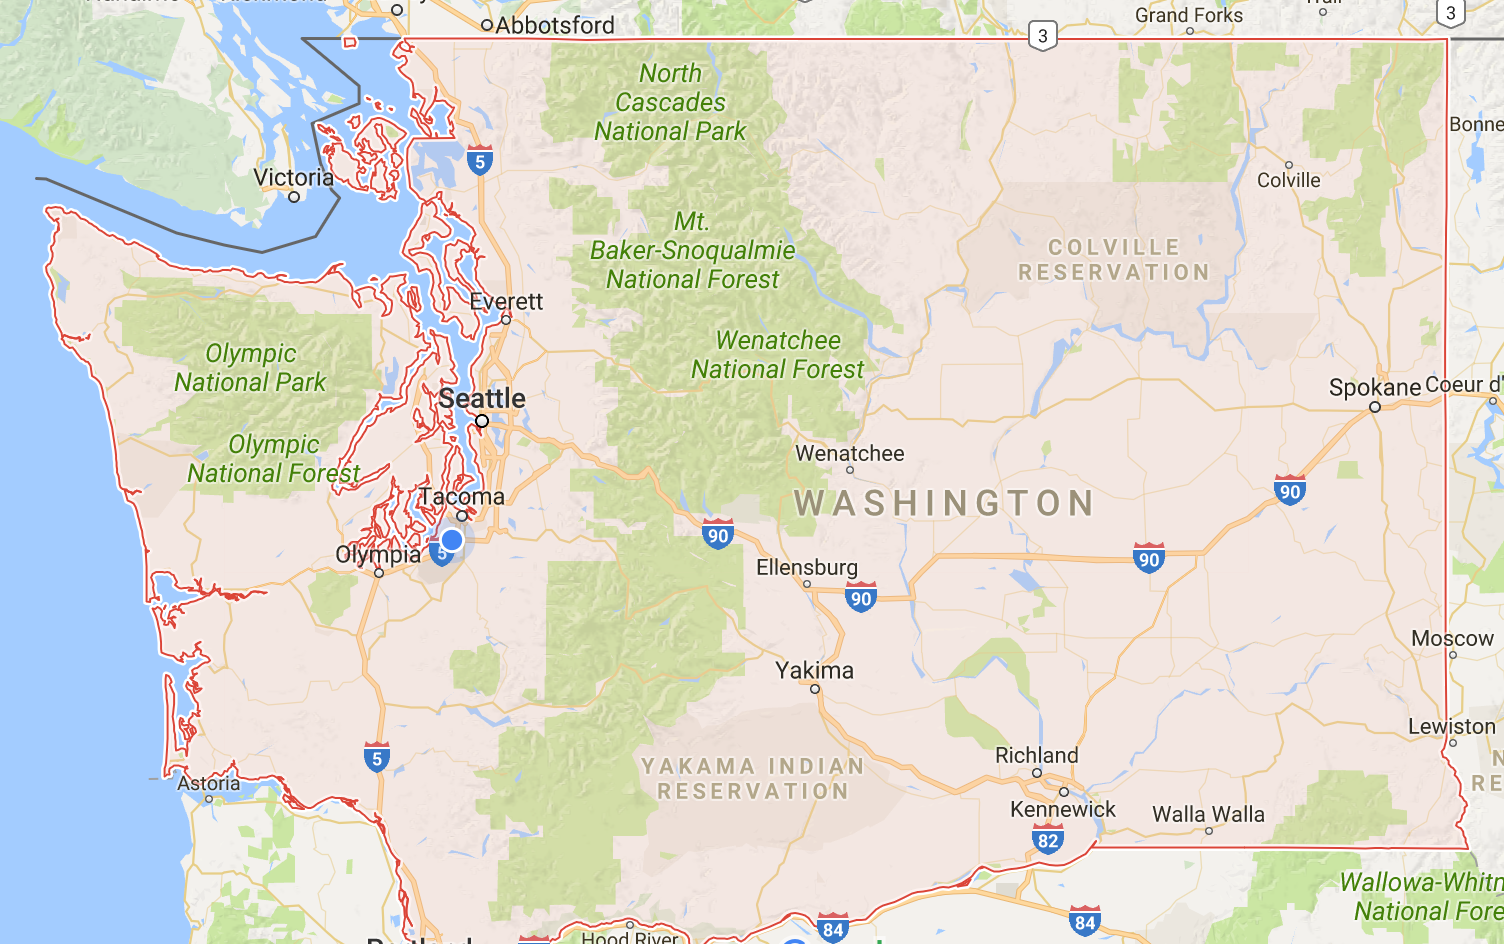 Abbotsford
Grand Forks
3
3
North
Cascades
National Park
Bonne
5
Victoria
Colville
Mt.
Baker-Snoqualmie
National Forest
COLVILLE
RESERVATION
Everett
Wenatchee
National Forest
Olympic
National Park
Seattle
Spokane
Coeur d'
Olympic
National Forest
Wenatchee
Tacoma
WASHINGTON
90
90
Olympia
5
90
Ellensburg
90
Moscow
Yakima
Lewiston
5
Richland
YAKAMA INDIAN
RESERVATION
N
RE
Astoria
Kennewick
Walla Walla
82
Wallowa-Whitn
National Fore
84
84
Hood River